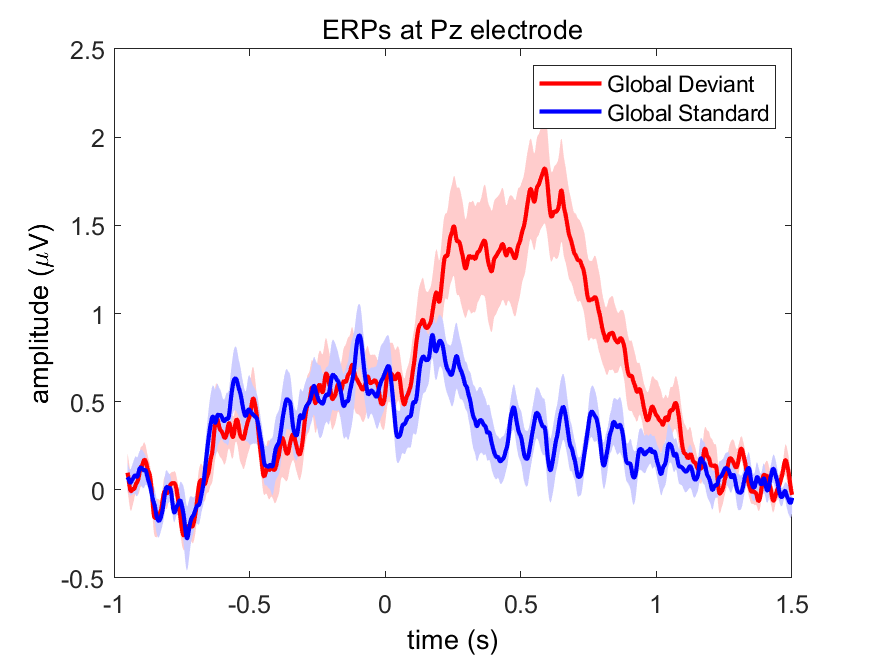 ERPs at Pz electrode
2.5
2
1.5
1
0.5
0
-0.5
amplitude (μV)
Global Deviant
Global Standard
-1
-0.5
0
0.5
1
1.5
time (s)